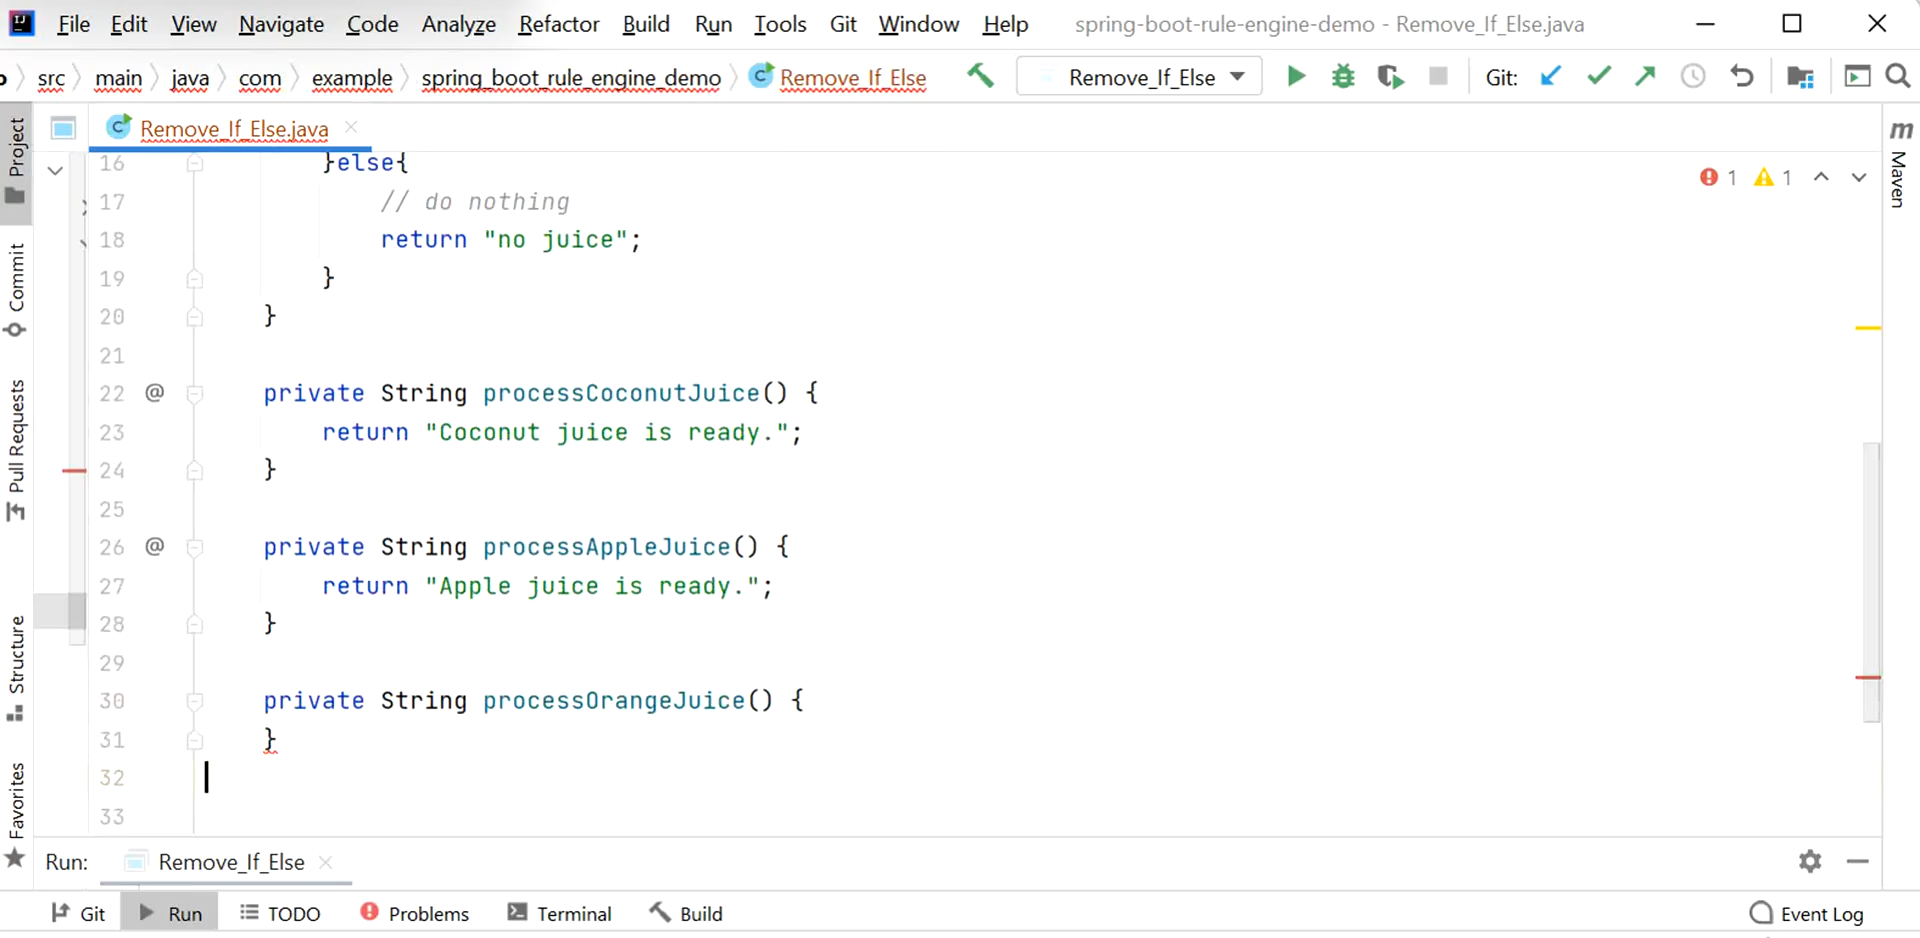 File Edit View Navigate Code Analyze Refactor Build Run Tools Git Window Help spring-boot-rule-engine-demo - Remove_If_Else.java
src main java com example spring_boot_rule_engine_demo Remove_If_Else Remove_If_Else Git:
Remove_If_Else.java
Project
Commit
Pull Requests
Structure
Favorites
16 }else{
1 1
17 // do nothing
18 return "no juice";
19 }
20 }
21
22 @ private String processCoconutJuice() {
23 return "Coconut juice is ready.";
24 }
25
26 @ private String processAppleJuice() {
27 return "Apple juice is ready.";
28 }
29
30 private String processOrangeJuice() {
31 }
32
33
m Maven
Run: Remove_If_Else
Git Run TODO Problems Terminal Build Event Log